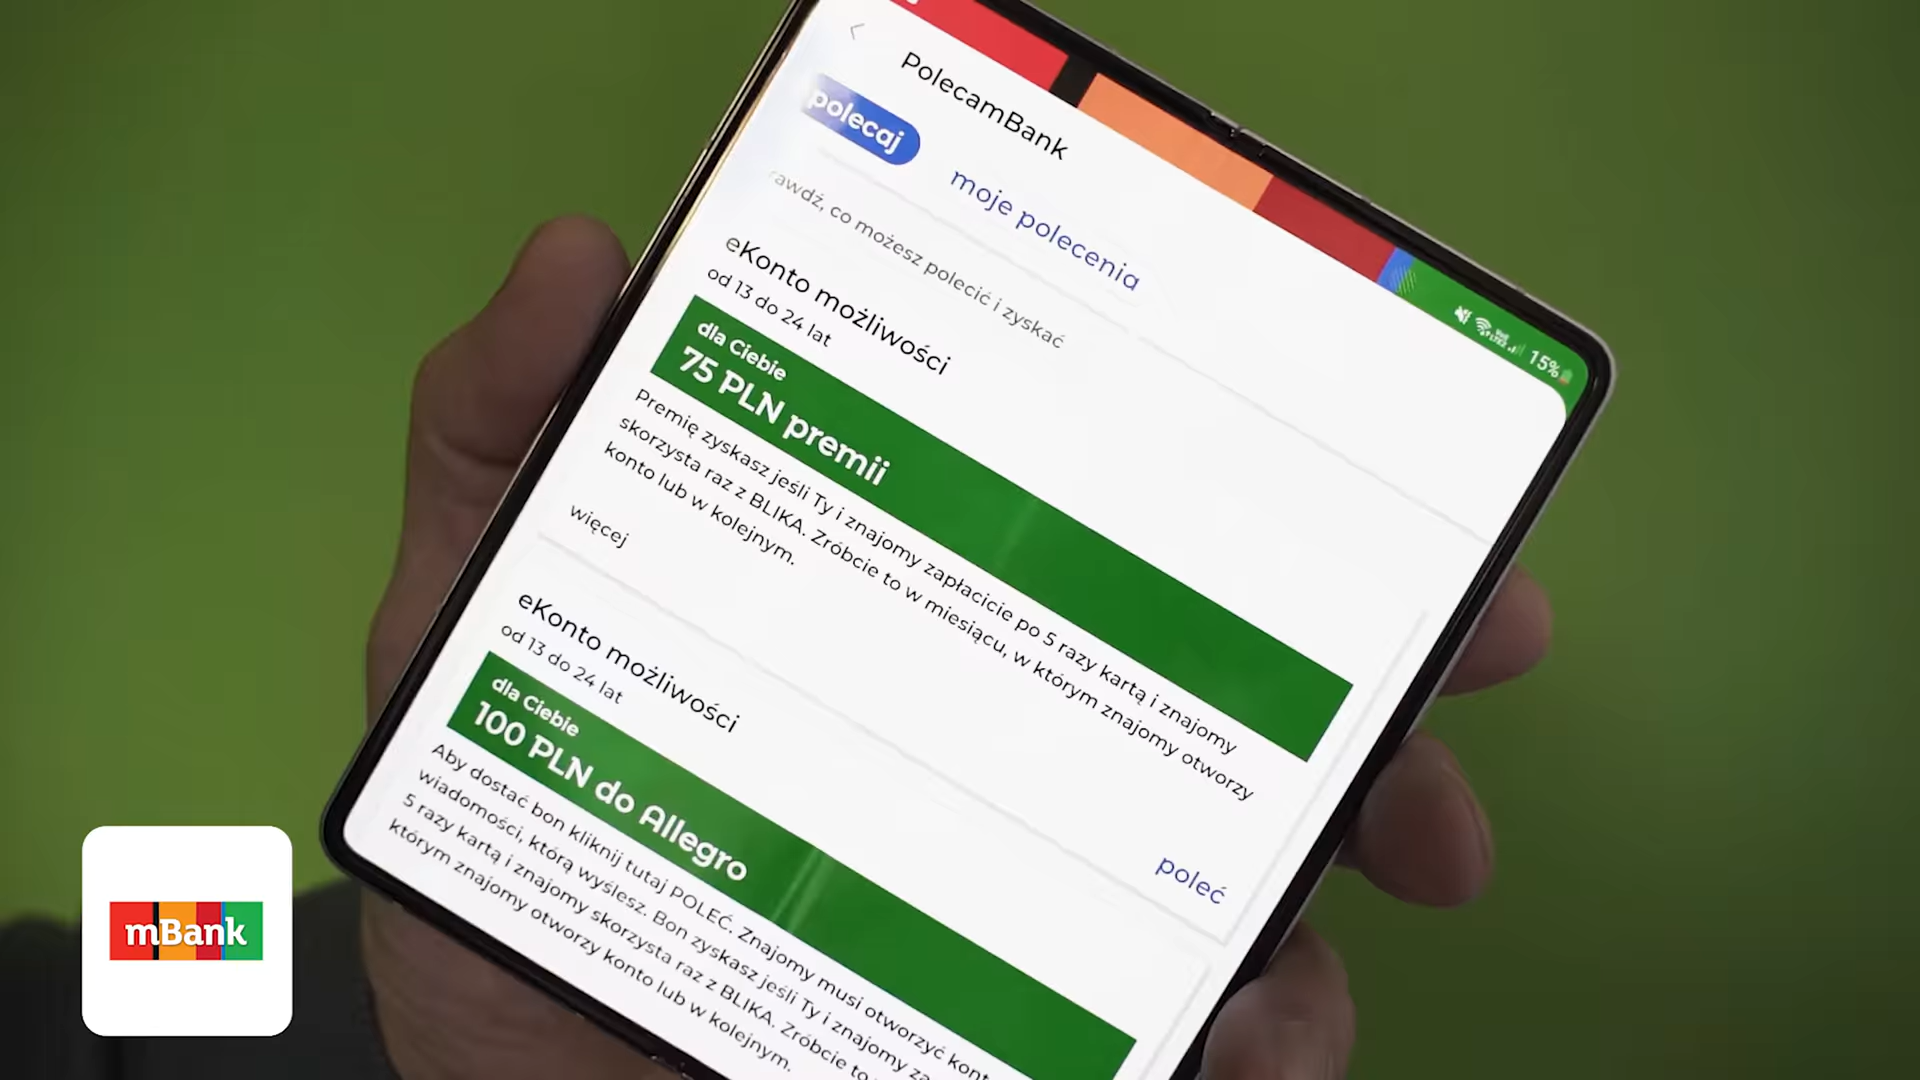 PolecamBank
polecaj
moje polecenia
co możesz polecić i zyskać
eKonto możliwości
od 13 do 24 lat
dla Ciebie
75 PLN premii
Premię zyskasz jeśli Ty i znajomy zapłacicie po 5 razy kartą i znajomy
skorzysta raz z BLIKA. Zróbcie to w miesiącu, w którym znajomy otworzy
konto lub w kolejnym.
więcej
poleć
eKonto możliwości
od 13 do 24 lat
dla Ciebie
100 PLN do Allegro
Aby dostać bon kliknij tutaj POLEĆ. Znajomy musi otworzyć
wiadomości, którą wyślesz. Bon zyskasz jeśli Ty i znajomy
5 razy kartą i znajomy skorzysta raz z BLIKA. Zróbcie to
którym znajomy otworzy konto lub w kolejnym.
15%
mBank